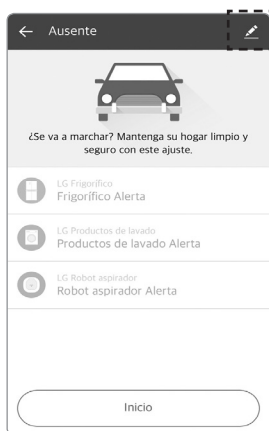 Ausente
¿Se va a marchar? Mantenga su hogar limpio y
seguro con este ajuste.
LG Frigorífico
Frigorífico Alerta
LG Productos de lavado
Productos de lavado Alerta
LG Robot aspirador
Robot aspirador Alerta
Inicio